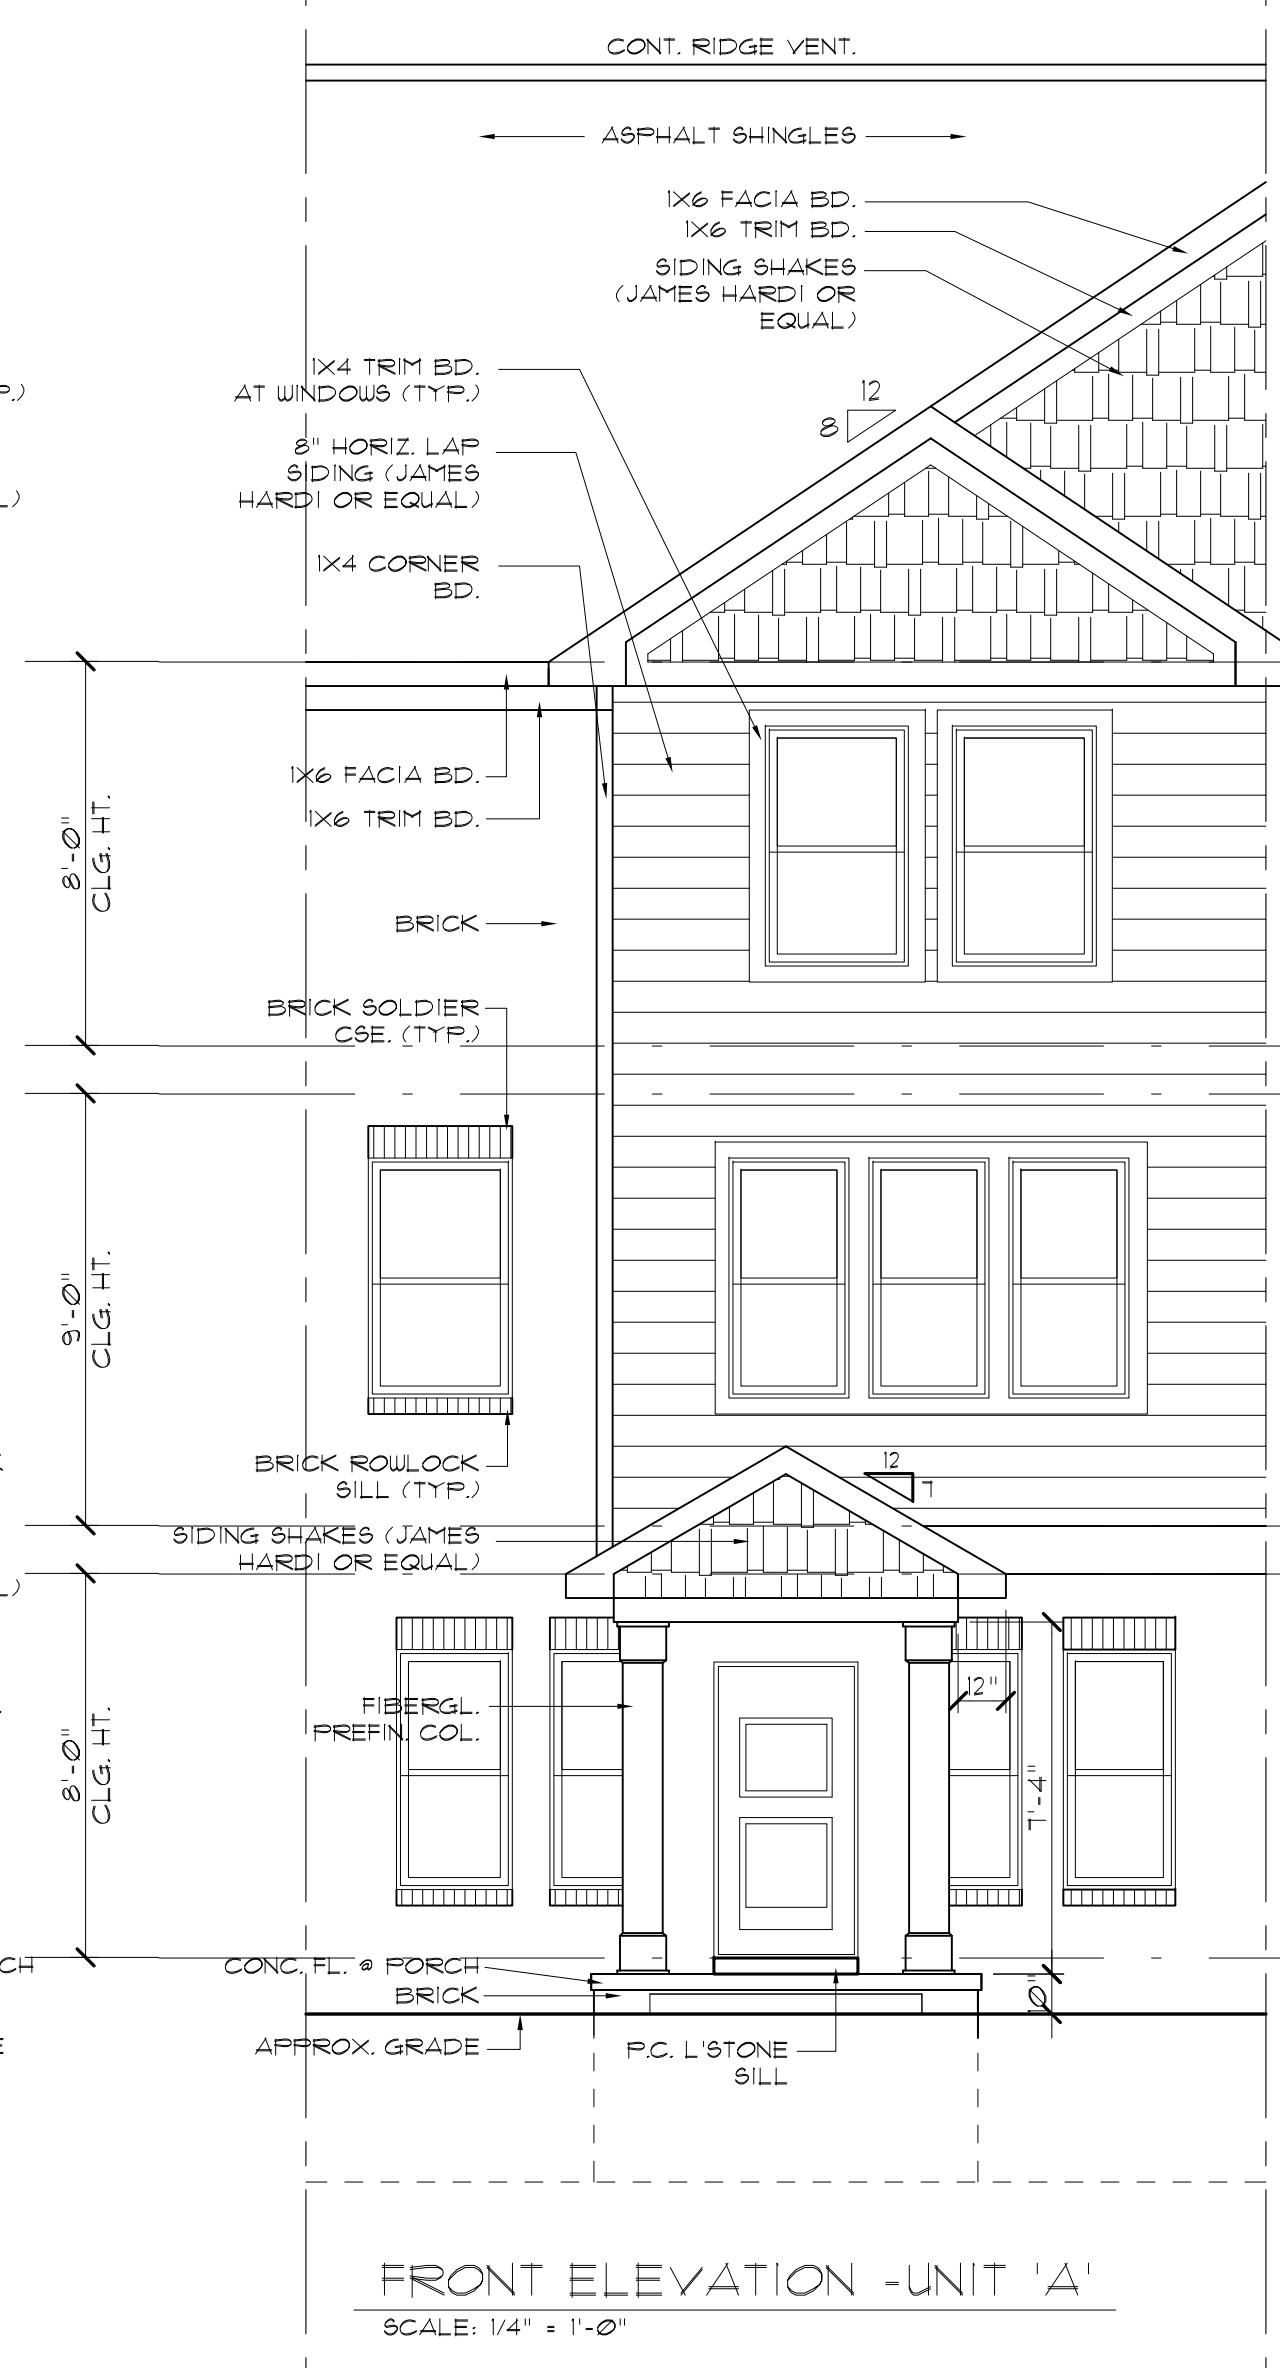 CONT. RIDGE VENT.
ASPHALT SHINGLES
1X6 FACIA BD.
1X6 TRIM BD.
SIDING SHAKES
(JAMES HARDI OR
EQUAL)
1X4 TRIM BD.
AT WINDOWS (TYP.)
12
8
8" HORIZ. LAP
SIDING (JAMES
HARDI OR EQUAL)
1X4 CORNER
BD.
1X6 FACIA BD.
1X6 TRIM BD.
8'-0"
CLG. HT.
BRICK
BRICK SOLDIER
CSE. (TYP.)
9'-0"
CLG. HT.
BRICK ROWLOCK
SILL (TYP.)
12
7
SIDING SHAKES (JAMES
HARDI OR EQUAL)
8'-0"
CLG. HT.
FIBERGL.
PREFIN. COL.
12"
7'-4"
CONC. FL. @ PORCH
BRICK
10"
APPROX. GRADE
P.C. L'STONE
SILL
FRONT ELEVATION -UNIT 'A'
SCALE: 1/4" = 1'-0"